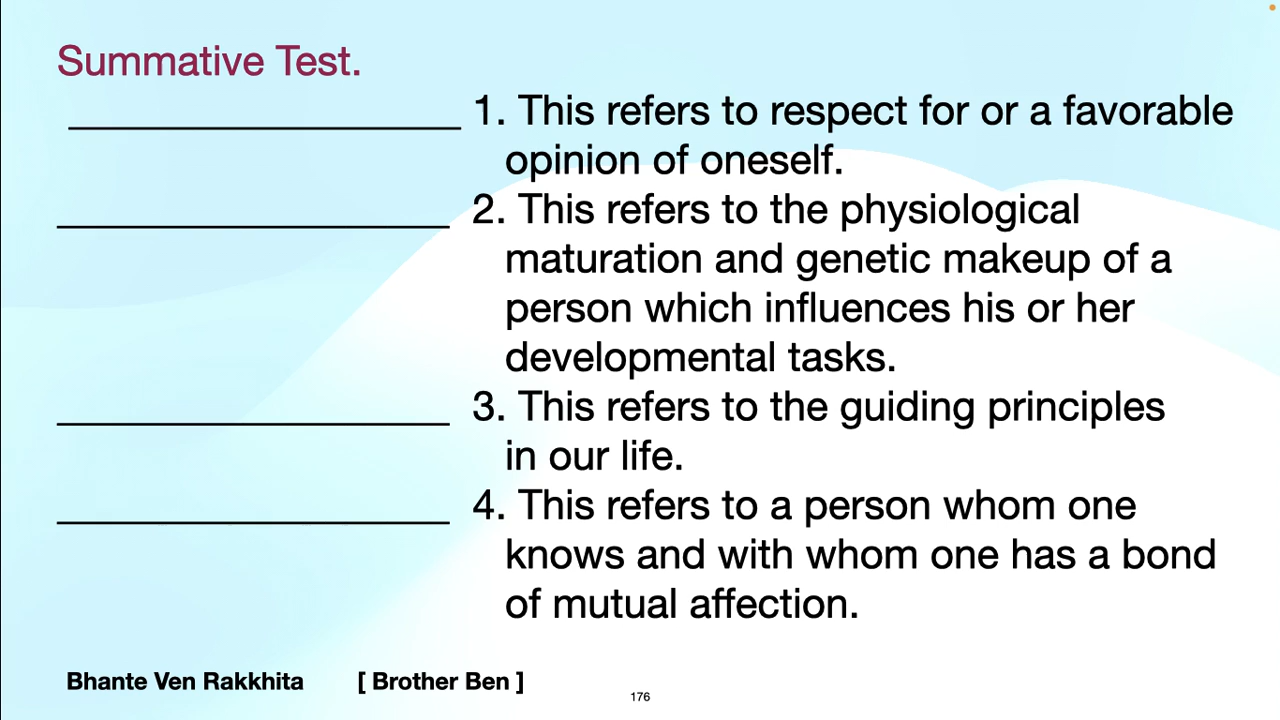 Summative Test.
____________________ 1. This refers to respect for or a favorable
opinion of oneself.
____________________ 2. This refers to the physiological
maturation and genetic makeup of a
person which influences his or her
developmental tasks.
____________________ 3. This refers to the guiding principles
in our life.
____________________ 4. This refers to a person whom one
knows and with whom one has a bond
of mutual affection.
Bhante Ven Rakkhita [ Brother Ben ]
176